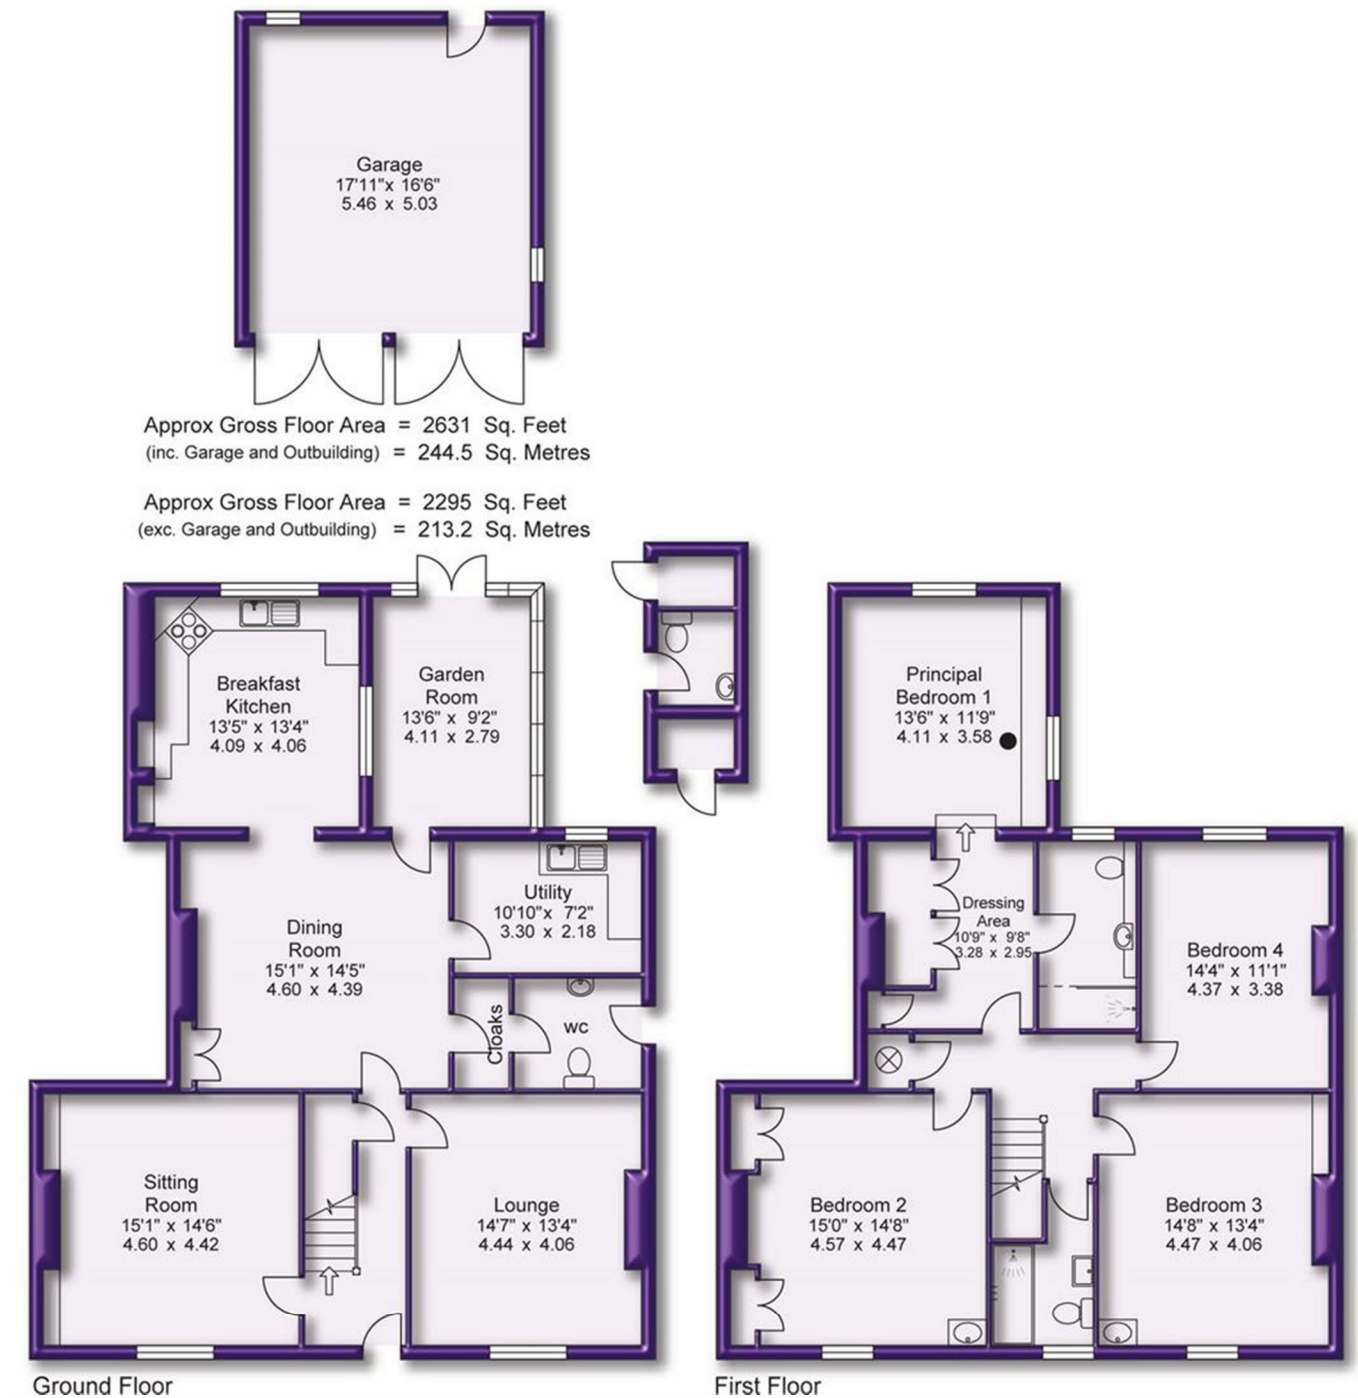 Garage
17'11"x 16'6"
5.46 x 5.03
Approx Gross Floor Area = 2631 Sq. Feet
(inc. Garage and Outbuilding) = 244.5 Sq. Metres
Approx Gross Floor Area = 2295 Sq. Feet
(exc. Garage and Outbuilding) = 213.2 Sq. Metres
Breakfast
Kitchen
13'5" x 13'4"
4.09 x 4.06
Garden
Room
13'6" x 9'2"
4.11 x 2.79
Utility
10'10"x 7'2"
3.30 x 2.18
Dining
Room
15'1" x 14'5"
4.60 x 4.39
Cloaks
WC
Sitting
Room
15'1" x 14'6"
4.60 x 4.42
Lounge
14'7" x 13'4"
4.44 x 4.06
Ground Floor
Principal
Bedroom 1
13'6" x 11'9"
4.11 x 3.58
Dressing
Area
10'9" x 9'8"
3.28 x 2.95
Bedroom 4
14'4" x 11'1"
4.37 x 3.38
Bedroom 2
15'0" x 14'8"
4.57 x 4.47
Bedroom 3
14'8" x 13'4"
4.47 x 4.06
First Floor